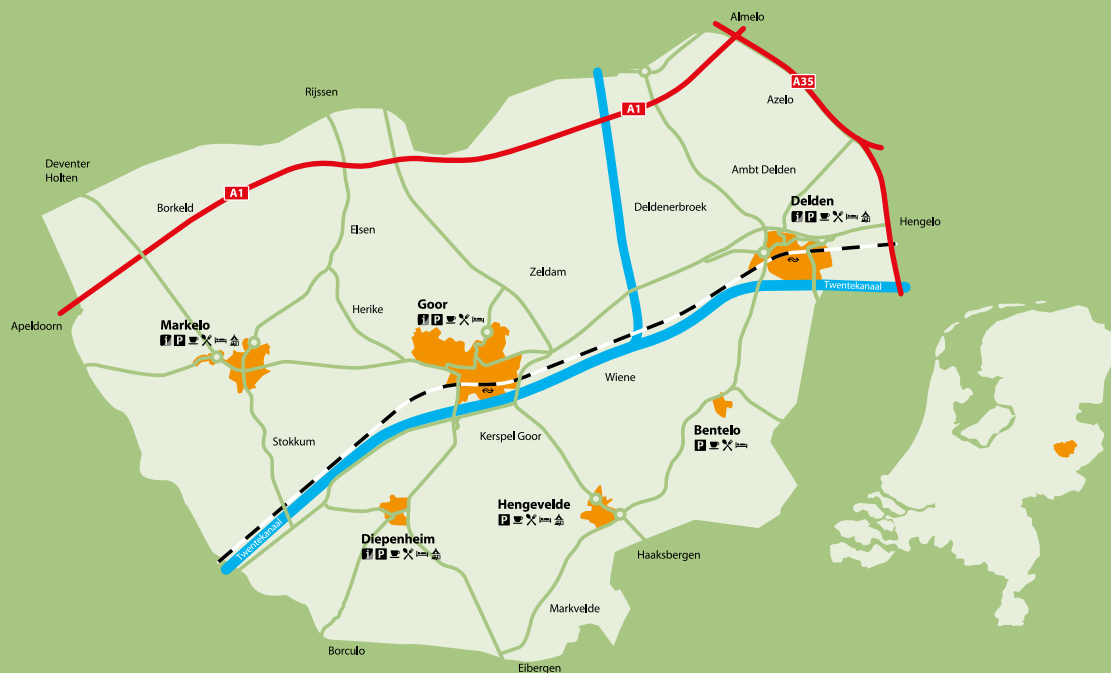 Almelo
A35
Azelo
Rijssen
A1
Deventer
Holten
Ambt Delden
A1
Borkeld
Delden
i P
Deldenerbroek
Hengelo
Elsen
Zeldam
Twentekanaal
Goor
i P
Herike
Apeldoorn
Markelo
i P
Wiene
Bentelo
P
Kerspel Goor
Stokkum
Hengevelde
P
Diepenheim
i P
Twentekanaal
Haaksbergen
Markvelde
Borculo
Eibergen